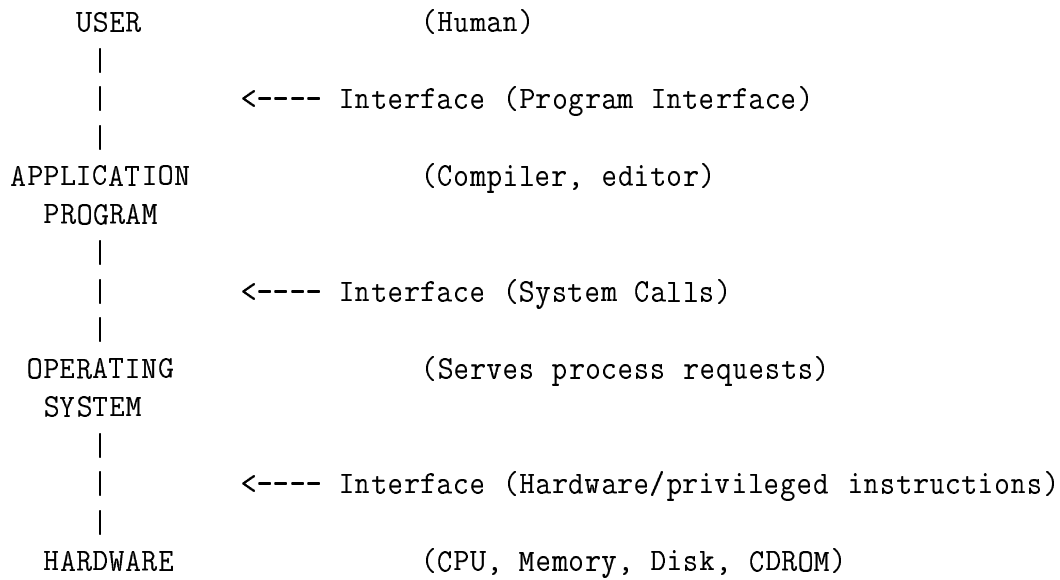 USER (Human)
<---- Interface (Program Interface)
APPLICATION (Compiler, editor)
PROGRAM
<---- Interface (System Calls)
OPERATING (Serves process requests)
SYSTEM
<---- Interface (Hardware/privileged instructions)
HARDWARE (CPU, Memory, Disk, CDROM)